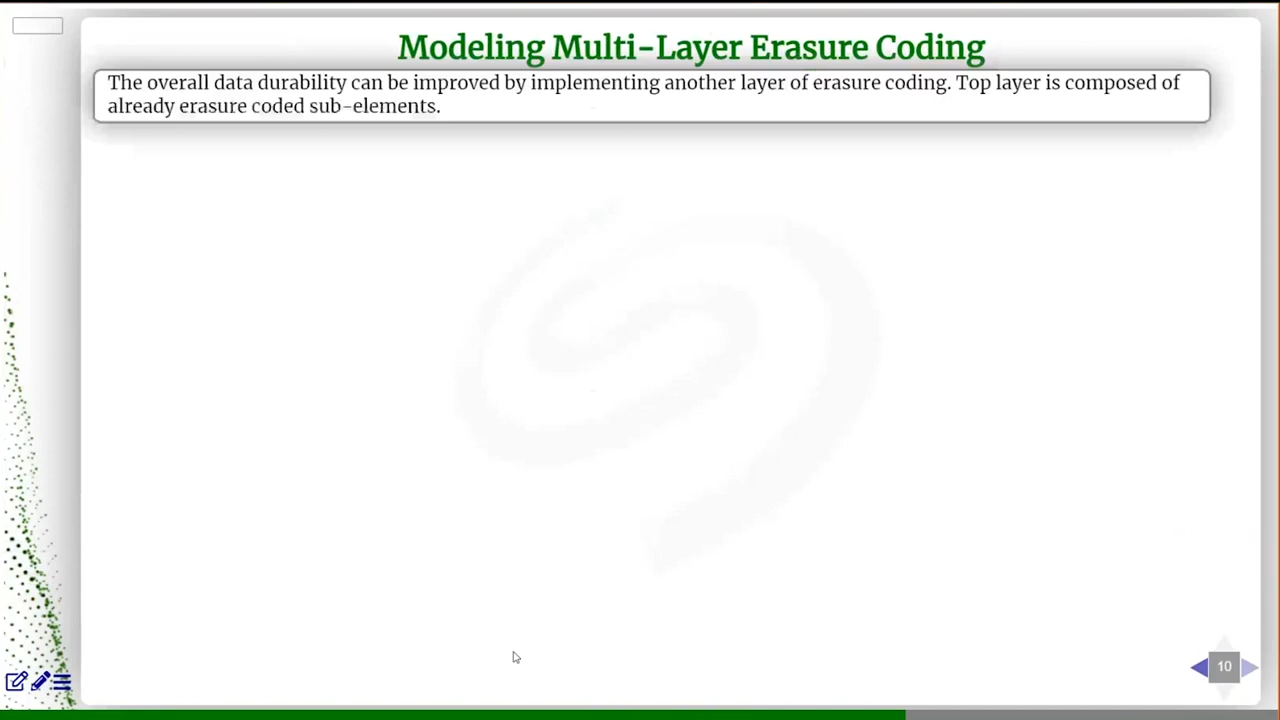 Modeling Multi-Layer Erasure Coding
The overall data durability can be improved by implementing another layer of erasure coding. Top layer is composed of
already erasure coded sub-elements.
10